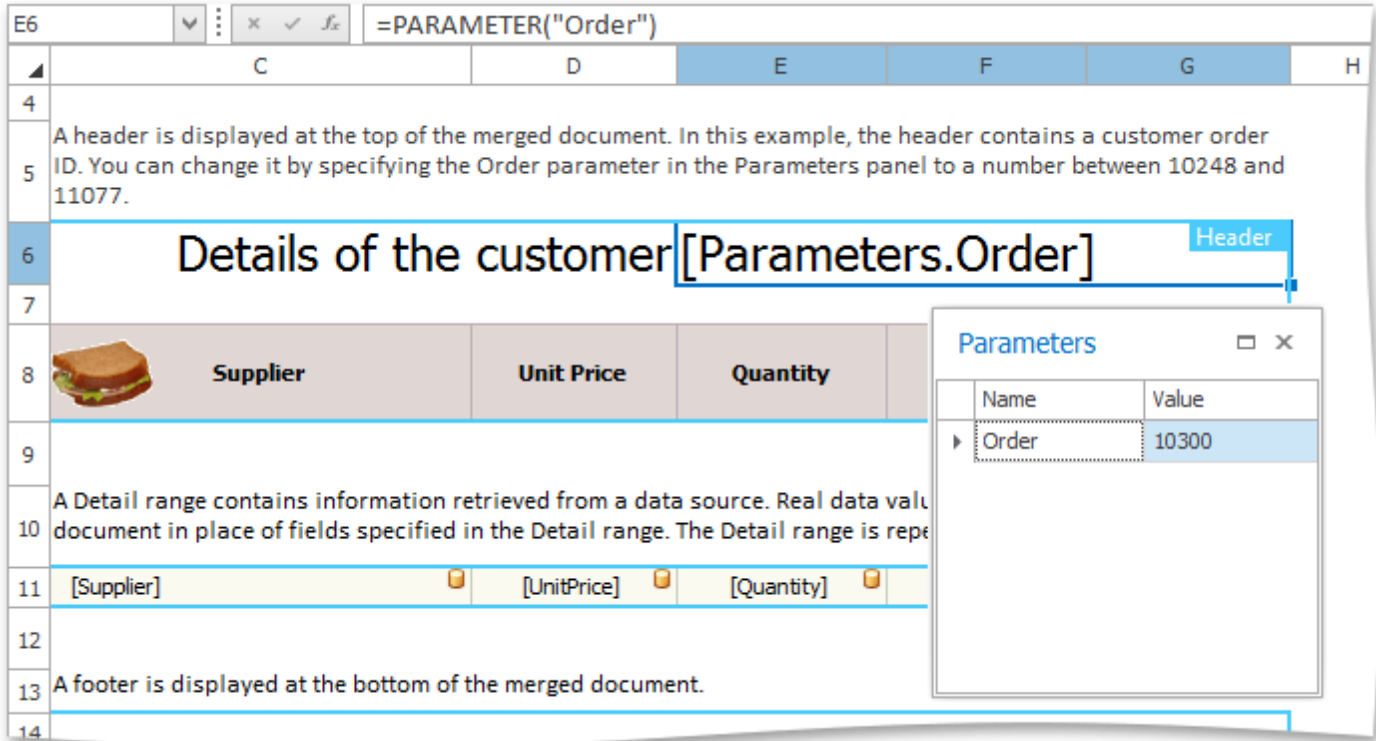 E6 =PARAMETER("Order")
C D E F G H
4
A header is displayed at the top of the merged document. In this example, the header contains a customer order
5 ID. You can change it by specifying the Order parameter in the Parameters panel to a number between 10248 and
11077.
6 Details of the customer [Parameters.Order] Header
7
Parameters
8 Supplier Unit Price Quantity
Name Value
Order 10300
9
A Detail range contains information retrieved from a data source. Real data
10 document in place of fields specified in the Detail range. The Detail range is
11 [Supplier] [UnitPrice] [Quantity]
12
13 A footer is displayed at the bottom of the merged document.
14